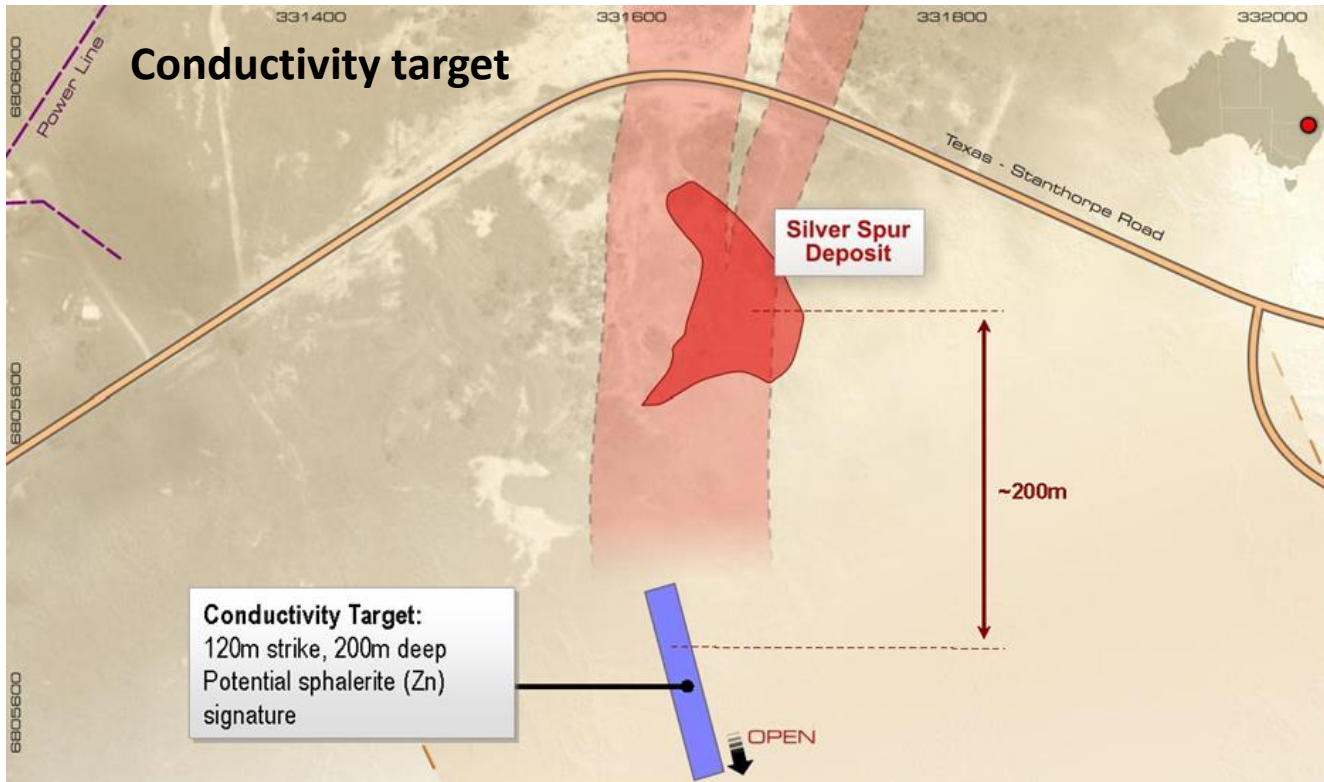 331400
331600
331800
332000
Conductivity target
6806000
Power Line
Texas - Stanthorpe Road
Silver Spur
Deposit
6805800
~200m
Conductivity Target:
120m strike, 200m deep
Potential sphalerite (Zn)
signature
6805600
OPEN